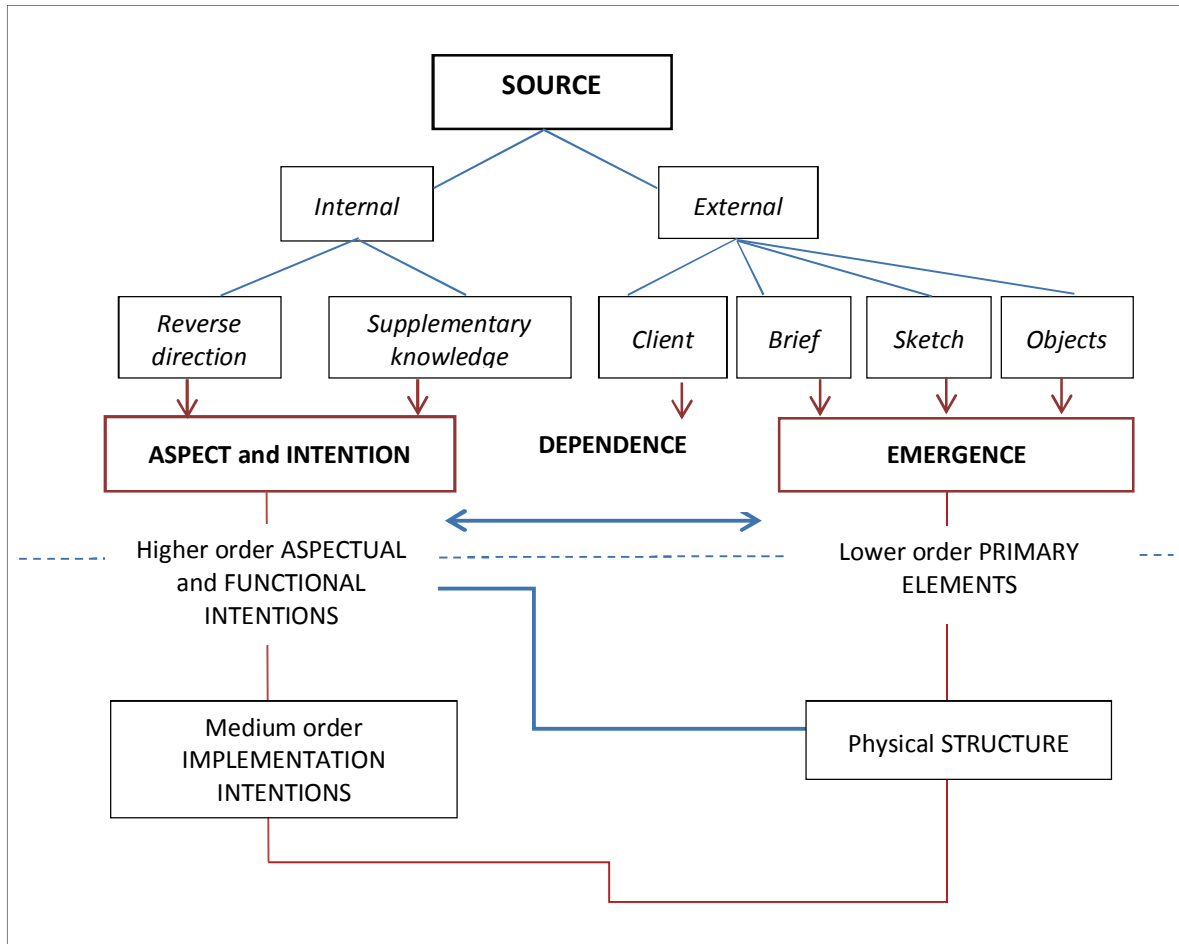 SOURCE
Internal
External
Reverse
direction
Supplementary
knowledge
Client
Brief
Sketch
Objects
ASPECT and INTENTION
DEPENDENCE
EMERGENCE
Higher order ASPECTUAL
and FUNCTIONAL
INTENTIONS
Lower order PRIMARY
ELEMENTS
Medium order
IMPLEMENTATION
INTENTIONS
Physical STRUCTURE